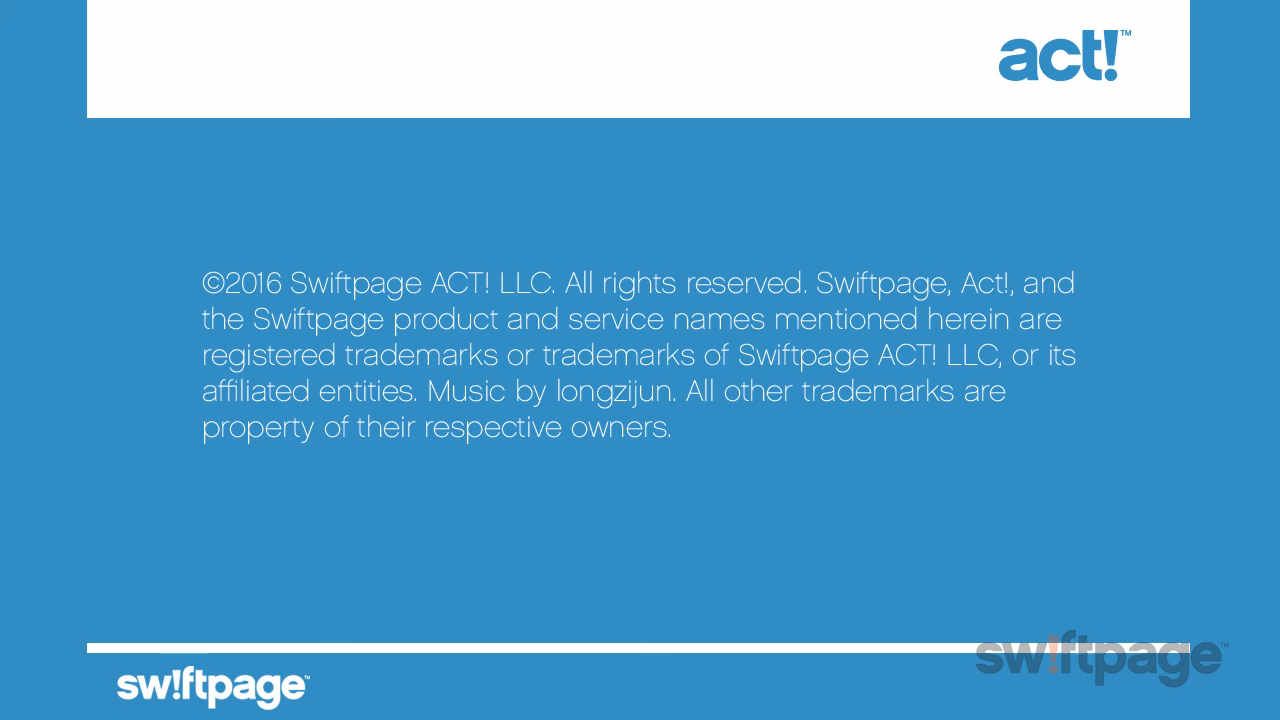 act!™
©2016 Swiftpage ACT! LLC. All rights reserved. Swiftpage, Act!, and
the Swiftpage product and service names mentioned herein are
registered trademarks or trademarks of Swiftpage ACT! LLC, or its
affiliated entities. Music by longzijun. All other trademarks are
property of their respective owners.
sw!ftpage™
sw!ftpage™